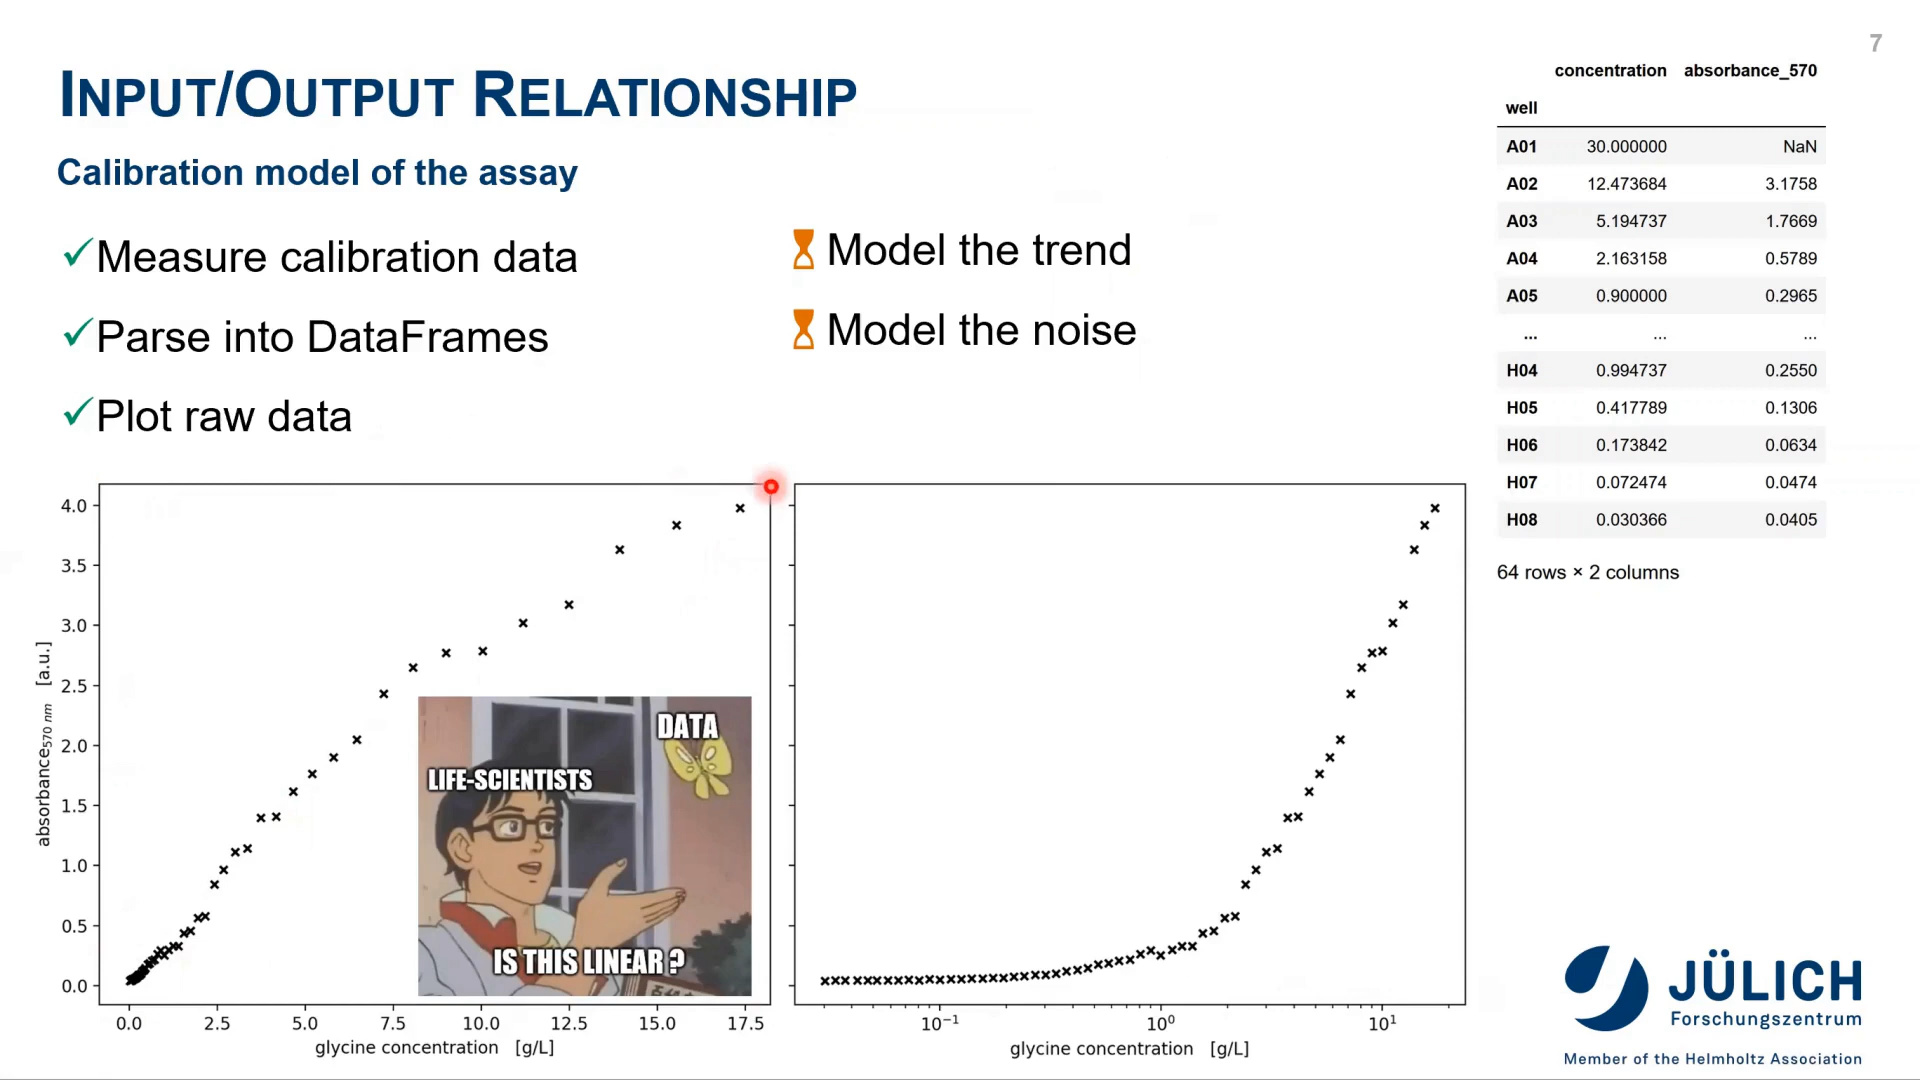 7
INPUT/OUTPUT RELATIONSHIP
Calibration model of the assay
✓Measure calibration data
✓Parse into DataFrames
✓Plot raw data
Model the trend
Model the noise
concentration absorbance_570
well
A01 30.000000 NaN
A02 12.473684 3.1758
A03 5.194737 1.7669
A04 2.163158 0.5789
A05 0.900000 0.2965
... ... ...
H04 0.994737 0.2550
H05 0.417789 0.1306
H06 0.173842 0.0634
H07 0.072474 0.0474
H08 0.030366 0.0405
64 rows × 2 columns
absorbance570 nm [a.u.]
4.0
3.5
3.0
2.5
2.0
1.5
1.0
0.5
0.0
0.0 2.5 5.0 7.5 10.0 12.5 15.0 17.5
glycine concentration [g/L]
DATA
LIFE-SCIENTISTS
IS THIS LINEAR ?
10⁻¹ 10⁰ 10¹
glycine concentration [g/L]
JÜLICH
Forschungszentrum
Member of the Helmholtz Association